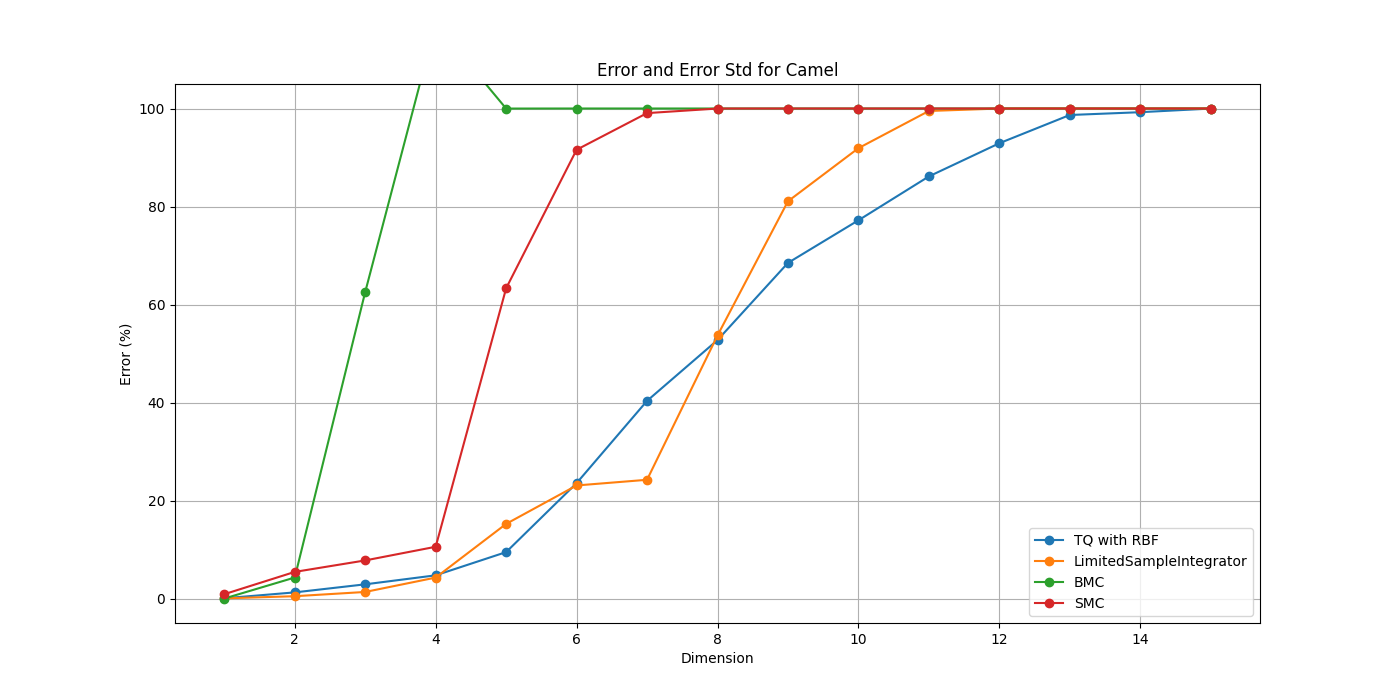 Error and Error Std for Camel
Error (%)
100
80
60
40
20
0
2 4 6 8 10 12 14
Dimension
TQ with RBF
LimitedSampleIntegrator
BMC
SMC